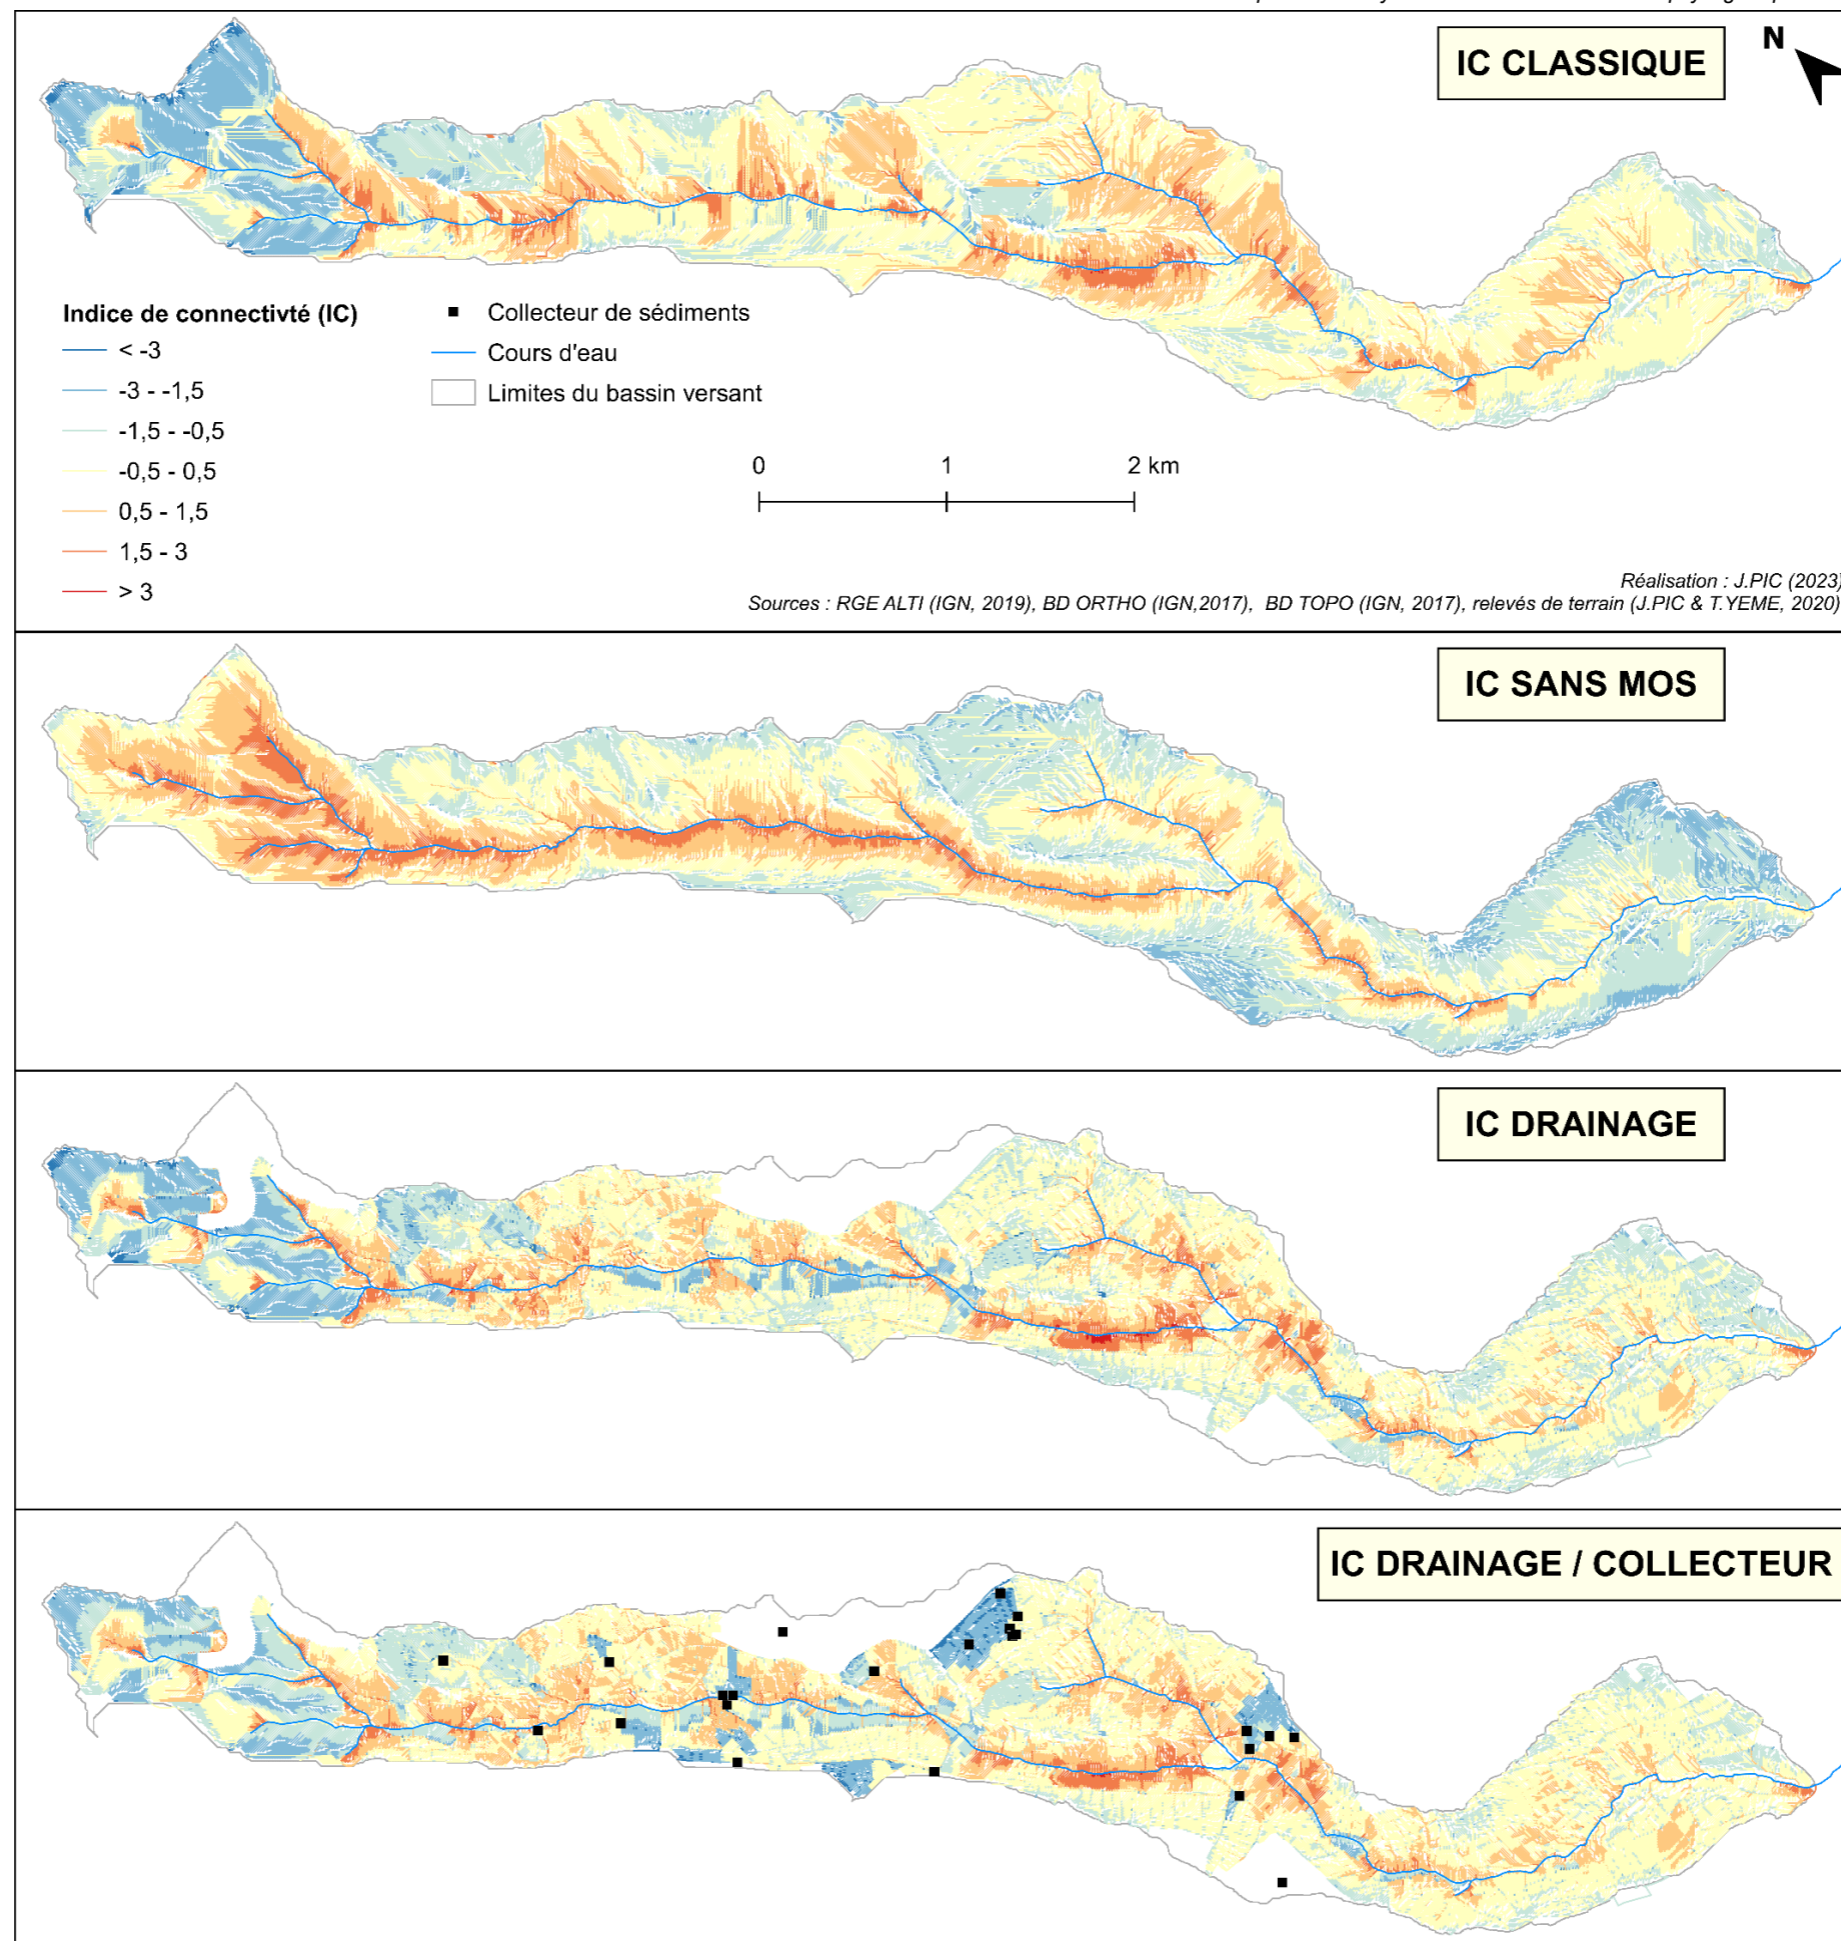 IC CLASSIQUE
N
Indice de connectivté (IC)
< -3
-3 - -1,5
-1,5 - -0,5
-0,5 - 0,5
0,5 - 1,5
1,5 - 3
> 3
Collecteur de sédiments
Cours d'eau
Limites du bassin versant
0 1 2 km
Réalisation : J.PIC (2023)
Sources : RGE ALTI (IGN, 2019), BD ORTHO (IGN,2017), BD TOPO (IGN, 2017), relevés de terrain (J.PIC & T.YEME, 2020)
IC SANS MOS
IC DRAINAGE
IC DRAINAGE / COLLECTEUR